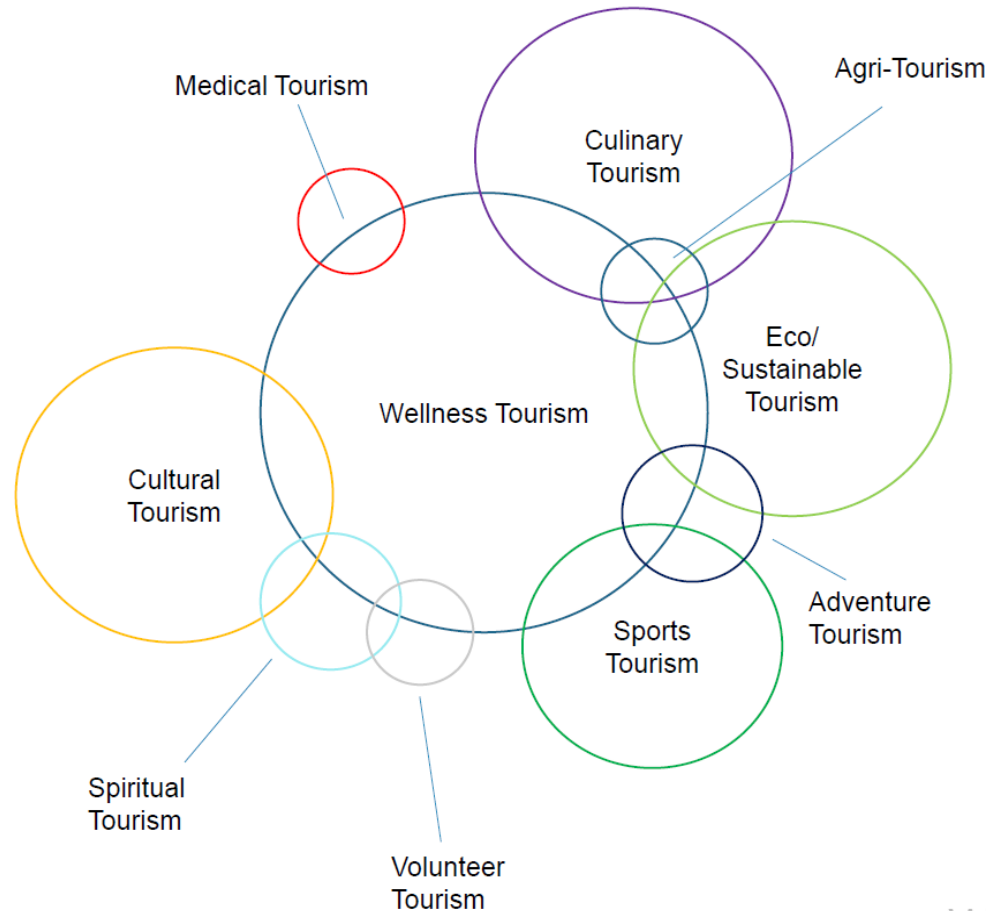 Medical Tourism
Agri-Tourism
Culinary
Tourism
Eco/
Sustainable
Tourism
Wellness Tourism
Cultural
Tourism
Adventure
Tourism
Sports
Tourism
Spiritual
Tourism
Volunteer
Tourism